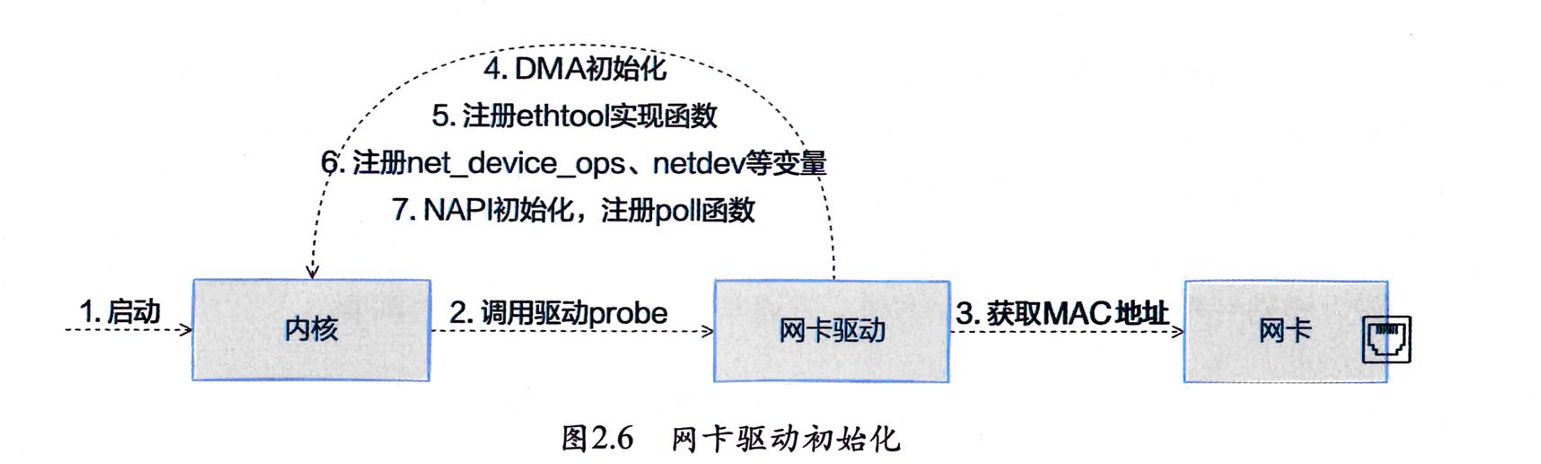 4. DMA初始化
5. 注册ethtool实现函数
6. 注册net_device_ops、netdev等变量
7. NAPI初始化，注册poll函数
1. 启动
内核
2. 调用驱动probe
网卡驱动
3. 获取MAC地址
网卡
图2.6 网卡驱动初始化